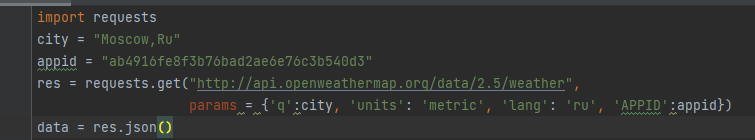 import requests
city = "Moscow,Ru"
appid = "ab4916fe8f3b76bad2ae6e76c3b540d3"
res = requests.get("http://api.openweathermap.org/data/2.5/weather",
params = {'q':city, 'units': 'metric', 'lang': 'ru', 'APPID':appid})
data = res.json()